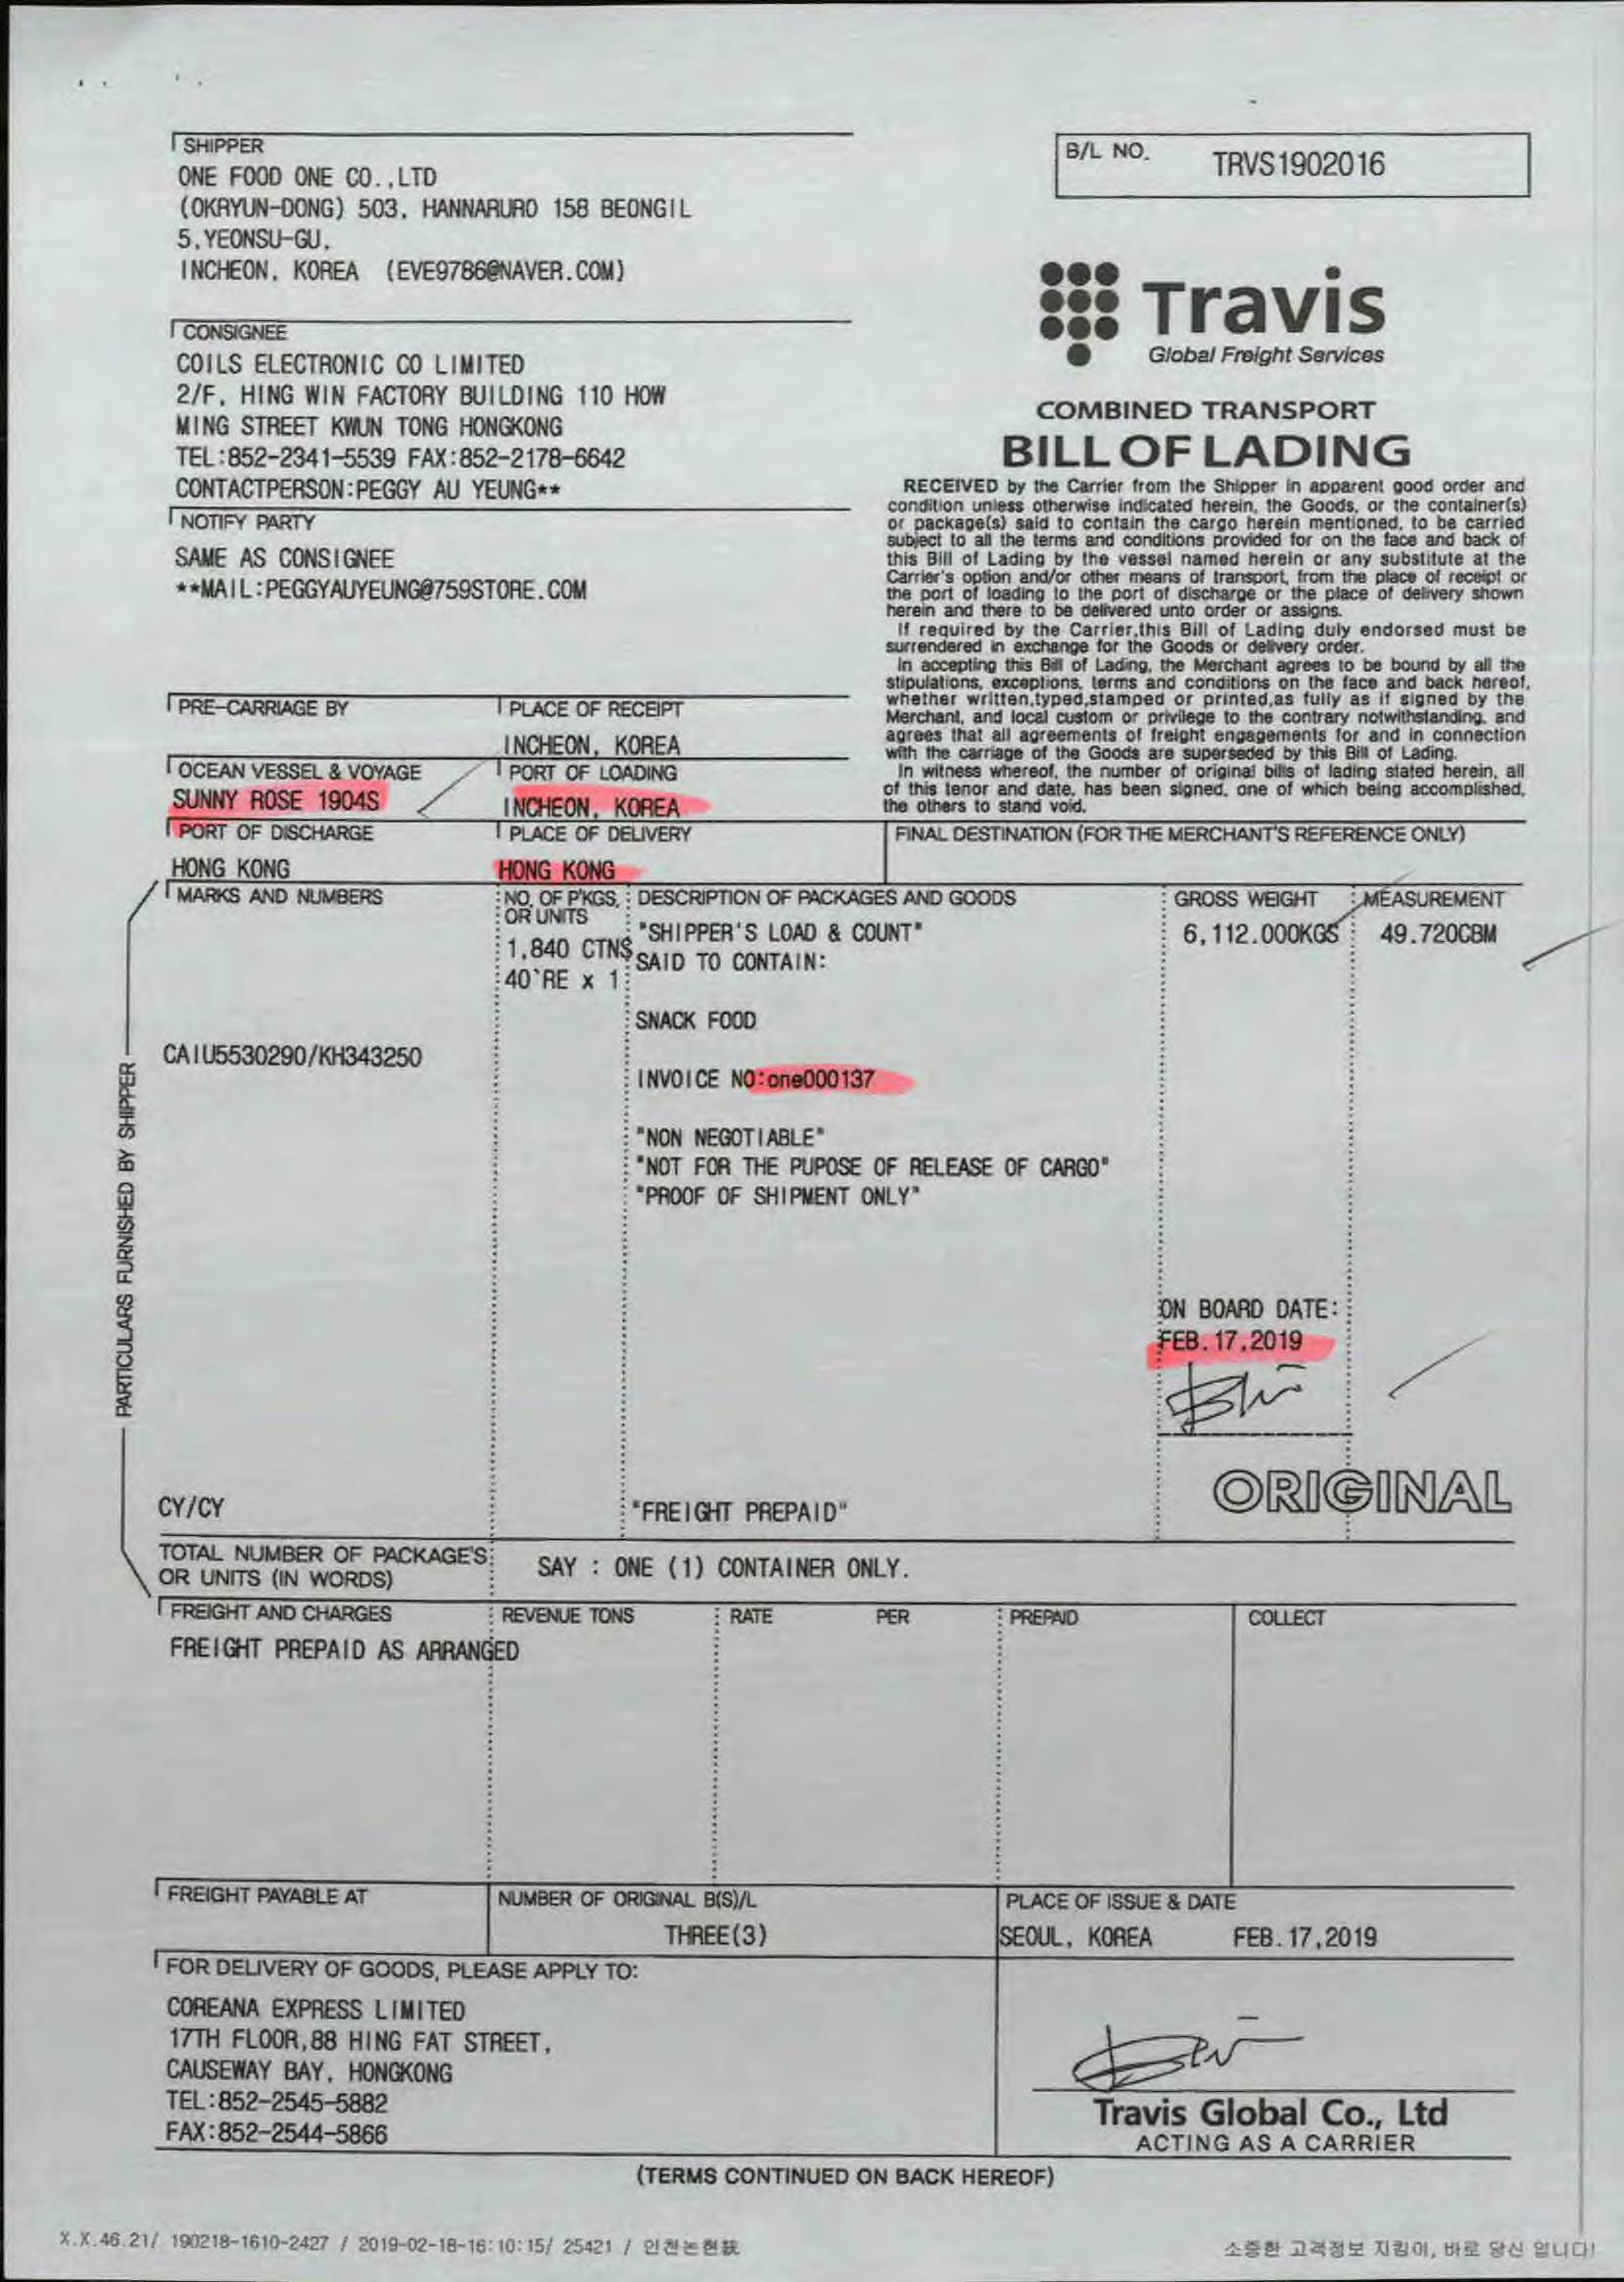 SHIPPER
ONE FOOD ONE CO.,LTD
(OKRYUN-DONG) 503, HANNARURO 158 BEONGIL
5,YEONSU-GU,
INCHEON, KOREA (EVE9786@NAVER.COM)
B/L NO.
TRVS1902016
CONSIGNEE
COILS ELECTRONIC CO LIMITED
2/F, HING WIN FACTORY BUILDING 110 HOW
MING STREET KWUN TONG HONGKONG
TEL:852-2341-5539 FAX:852-2178-6642
CONTACTPERSON:PEGGY AU YEUNG**
NOTIFY PARTY
SAME AS CONSIGNEE
**MAIL:PEGGYAUYEUNG@759STORE.COM
Travis
Global Freight Services
COMBINED TRANSPORT
BILL OF LADING
RECEIVED by the Carrier from the Shipper in apparent good order and
condition unless otherwise indicated herein, the Goods, or the container(s)
or package(s) said to contain the cargo herein mentioned, to be carried
subject to all the terms and conditions provided for on the face and back of
this Bill of Lading by the vessel named herein or any substitute at the
Carrier's option and/or other means of transport, from the place of receipt or
the port of loading to the port of discharge or the place of delivery shown
herein and there to be delivered unto order or assigns.
If required by the Carrier,this Bill of Lading duly endorsed must be
surrendered in exchange for the Goods or delivery order.
In accepting this Bill of Lading, the Merchant agrees to be bound by all the
stipulations, exceptions, terms and conditions on the face and back hereof,
whether written,typed,stamped or printed,as fully as if signed by the
Merchant, and local custom or privilege to the contrary notwithstanding, and
agrees that all agreements of freight engagements for and in connection
with the carriage of the Goods are superseded by this Bill of Lading.
In witness whereof, the number of original bills of lading stated herein, all
of this tenor and date, has been signed, one of which being accomplished,
the others to stand void.
PRE-CARRIAGE BY
PLACE OF RECEIPT
INCHEON, KOREA
OCEAN VESSEL & VOYAGE
PORT OF LOADING
SUNNY ROSE 1904S
INCHEON, KOREA
PORT OF DISCHARGE
PLACE OF DELIVERY
FINAL DESTINATION (FOR THE MERCHANT'S REFERENCE ONLY)
HONG KONG
HONG KONG
MARKS AND NUMBERS
NO. OF P'KGS.
OR UNITS
DESCRIPTION OF PACKAGES AND GOODS
GROSS WEIGHT
MEASUREMENT
1,840 CTNS
40`RE x 1
"SHIPPER'S LOAD & COUNT"
SAID TO CONTAIN:
6,112.000KGS
49.720CBM
SNACK FOOD
CAIU5530290/KH343250
INVOICE NO:one000137
"NON NEGOTIABLE"
"NOT FOR THE PUPOSE OF RELEASE OF CARGO"
"PROOF OF SHIPMENT ONLY"
PARTICULARS FURNISHED BY SHIPPER
ON BOARD DATE:
FEB.17,2019
ORIGINAL
CY/CY
"FREIGHT PREPAID"
TOTAL NUMBER OF PACKAGE'S
OR UNITS (IN WORDS)
SAY : ONE (1) CONTAINER ONLY.
FREIGHT AND CHARGES
REVENUE TONS
RATE
PER
PREPAID
COLLECT
FREIGHT PREPAID AS ARRANGED
FREIGHT PAYABLE AT
NUMBER OF ORIGINAL B(S)/L
PLACE OF ISSUE & DATE
THREE(3)
SEOUL, KOREA FEB.17,2019
FOR DELIVERY OF GOODS, PLEASE APPLY TO:
COREANA EXPRESS LIMITED
17TH FLOOR,88 HING FAT STREET,
CAUSEWAY BAY, HONGKONG
TEL:852-2545-5882
FAX:852-2544-5866
Travis Global Co., Ltd
ACTING AS A CARRIER
(TERMS CONTINUED ON BACK HEREOF)
X.X.46.21/ 190218-1610-2427 / 2019-02-18-16:10:15/ 25421 /
소중한 고객정보 지킴이, 바로 당신 입니다!